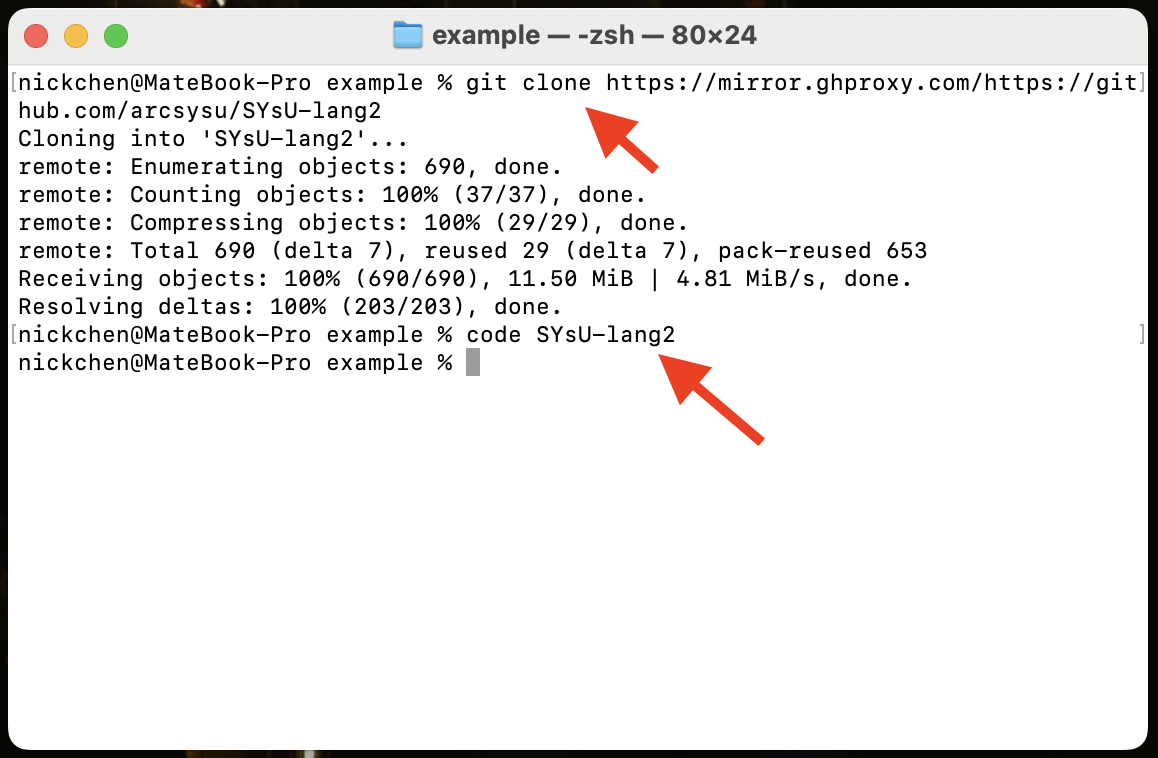 example — -zsh — 80×24
[nickchen@MateBook-Pro example % git clone https://mirror.ghproxy.com/https://git]
hub.com/arcsysu/SYsU-lang2
Cloning into 'SYsU-lang2'...
remote: Enumerating objects: 690, done.
remote: Counting objects: 100% (37/37), done.
remote: Compressing objects: 100% (29/29), done.
remote: Total 690 (delta 7), reused 29 (delta 7), pack-reused 653
Receiving objects: 100% (690/690), 11.50 MiB | 4.81 MiB/s, done.
Resolving deltas: 100% (203/203), done.
[nickchen@MateBook-Pro example % code SYsU-lang2 ]
nickchen@MateBook-Pro example %